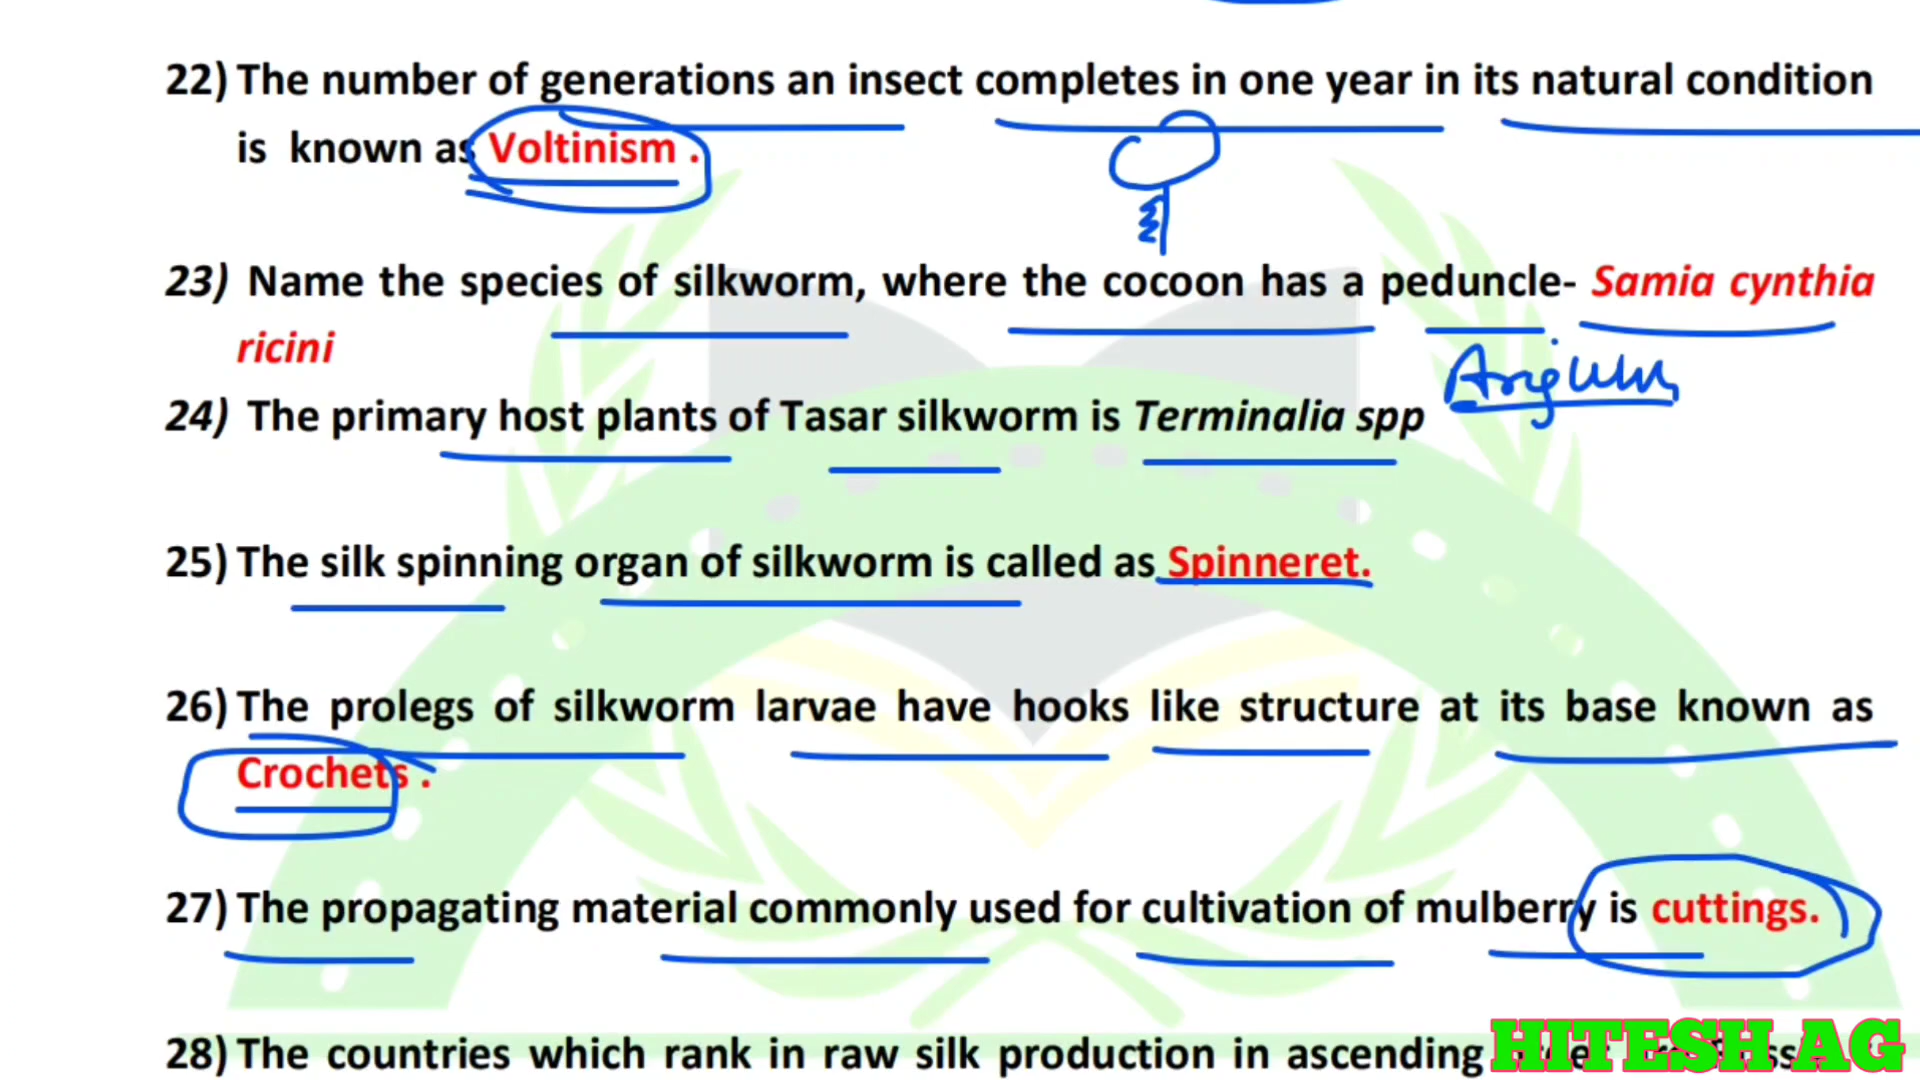 22) The number of generations an insect completes in one year in its natural condition
is known as Voltinism .
23) Name the species of silkworm, where the cocoon has a peduncle- Samia cynthia
ricini
Arjun
24) The primary host plants of Tasar silkworm is Terminalia spp
25) The silk spinning organ of silkworm is called as Spinneret.
26) The prolegs of silkworm larvae have hooks like structure at its base known as
Crochets .
27) The propagating material commonly used for cultivation of mulberry is cuttings.
28) The countries which rank in raw silk production in ascending
HITESH AG